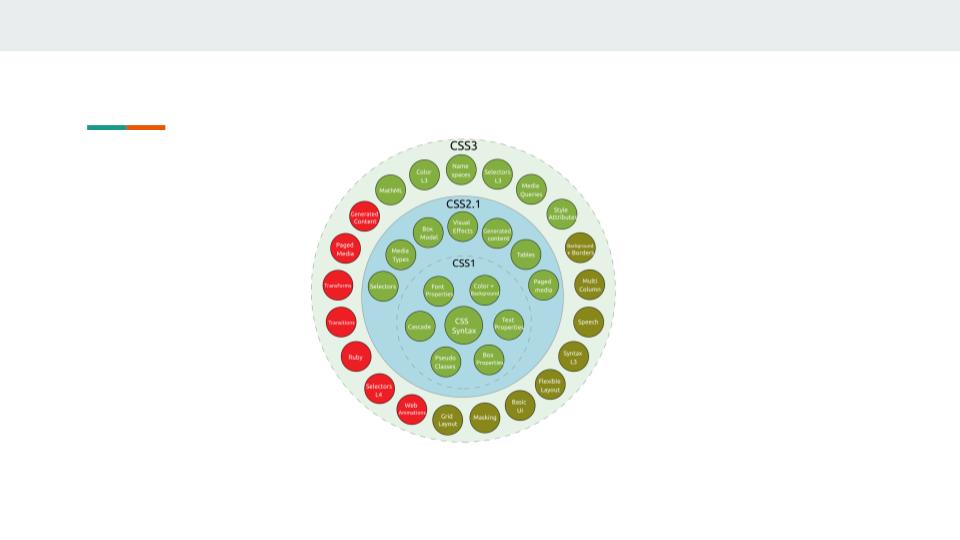 CSS3
Name
spaces
Selectors
L3
Media
Queries
Style
Attributes
Background
+ Borders
Multi
Column
Speech
Syntax
L3
Flexible
Layout
Basic
UI
Masking
Grid
Layout
Web
Animations
Selectors
L4
Ruby
Transitions
Transforms
Paged
Media
Generated
Content
MathML
Color
L3
CSS2.1
Visual
Effects
Generated
content
Tables
Paged
media
Selectors
Media
Types
Box
Model
CSS1
Font
Properties
Color +
Background
Text
Properties
Box
Properties
Pseudo
Classes
Cascade
CSS
Syntax